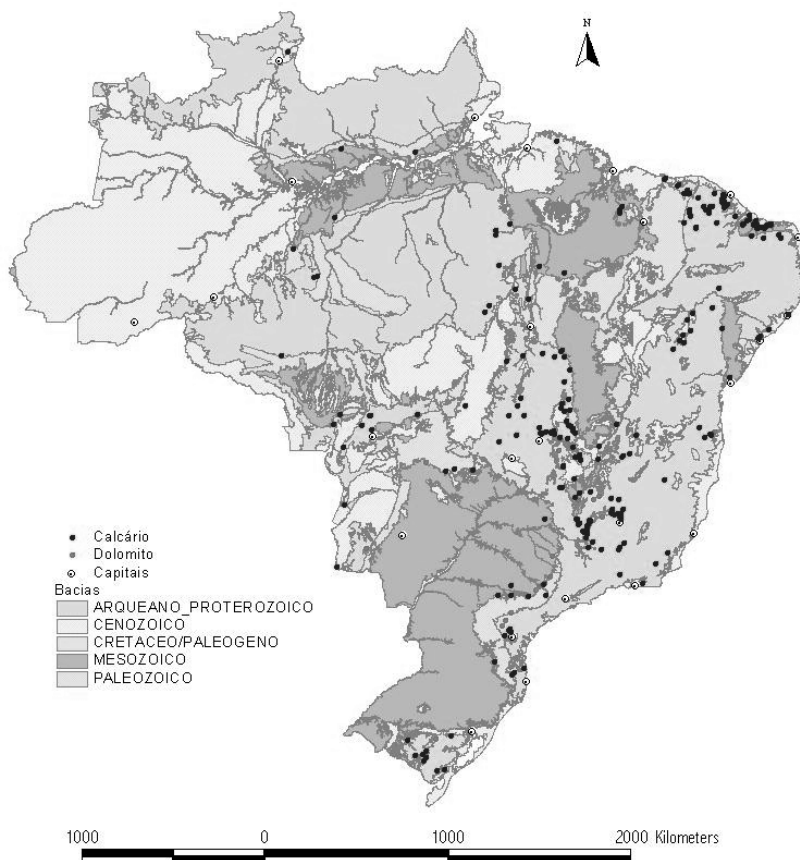 N
Calcário
Dolomito
Capitais
Bacias
ARQUEANO_PROTEROZOICO
CENOZOICO
CRETACEO/PALEOGENO
MESOZOICO
PALEOZOICO
1000 0 1000 2000 Kilometers